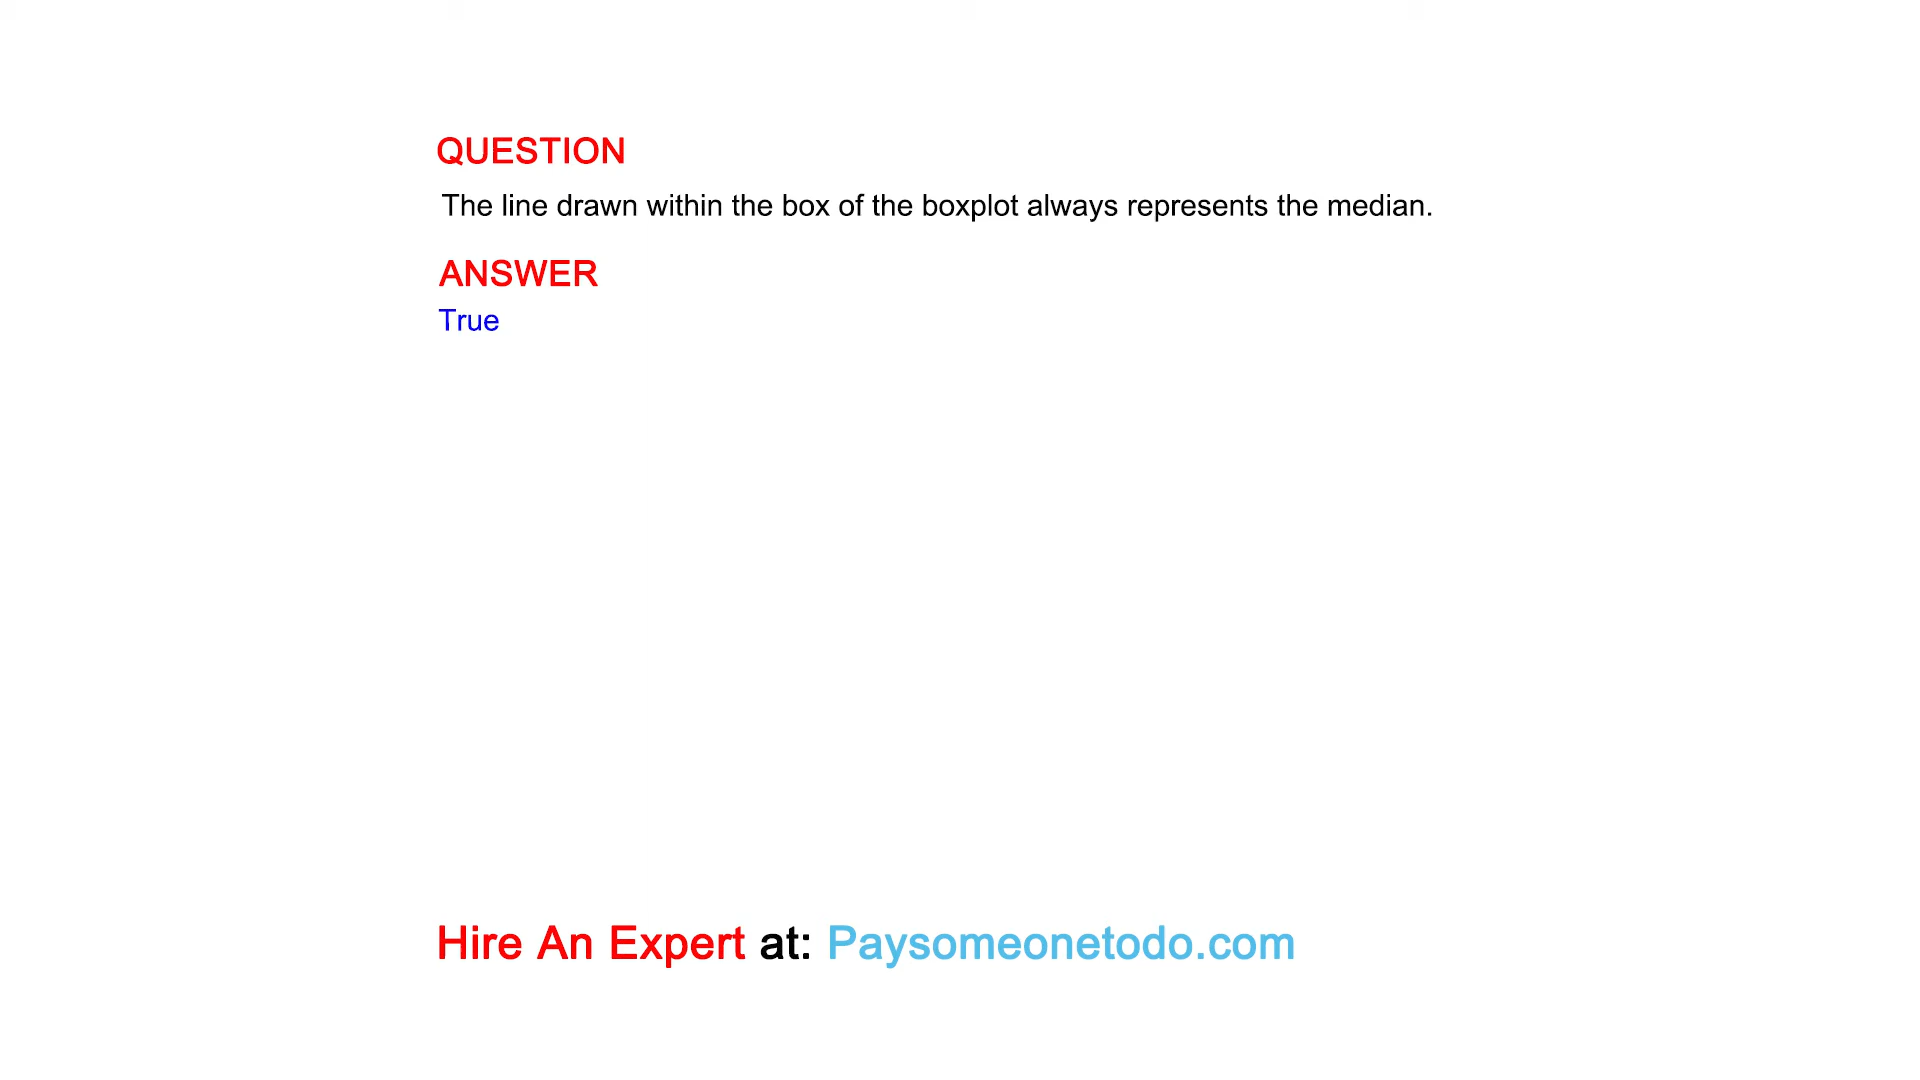 QUESTION
The line drawn within the box of the boxplot always represents the median.
ANSWER
True
Hire An Expert at: Paysomeonetodo.com